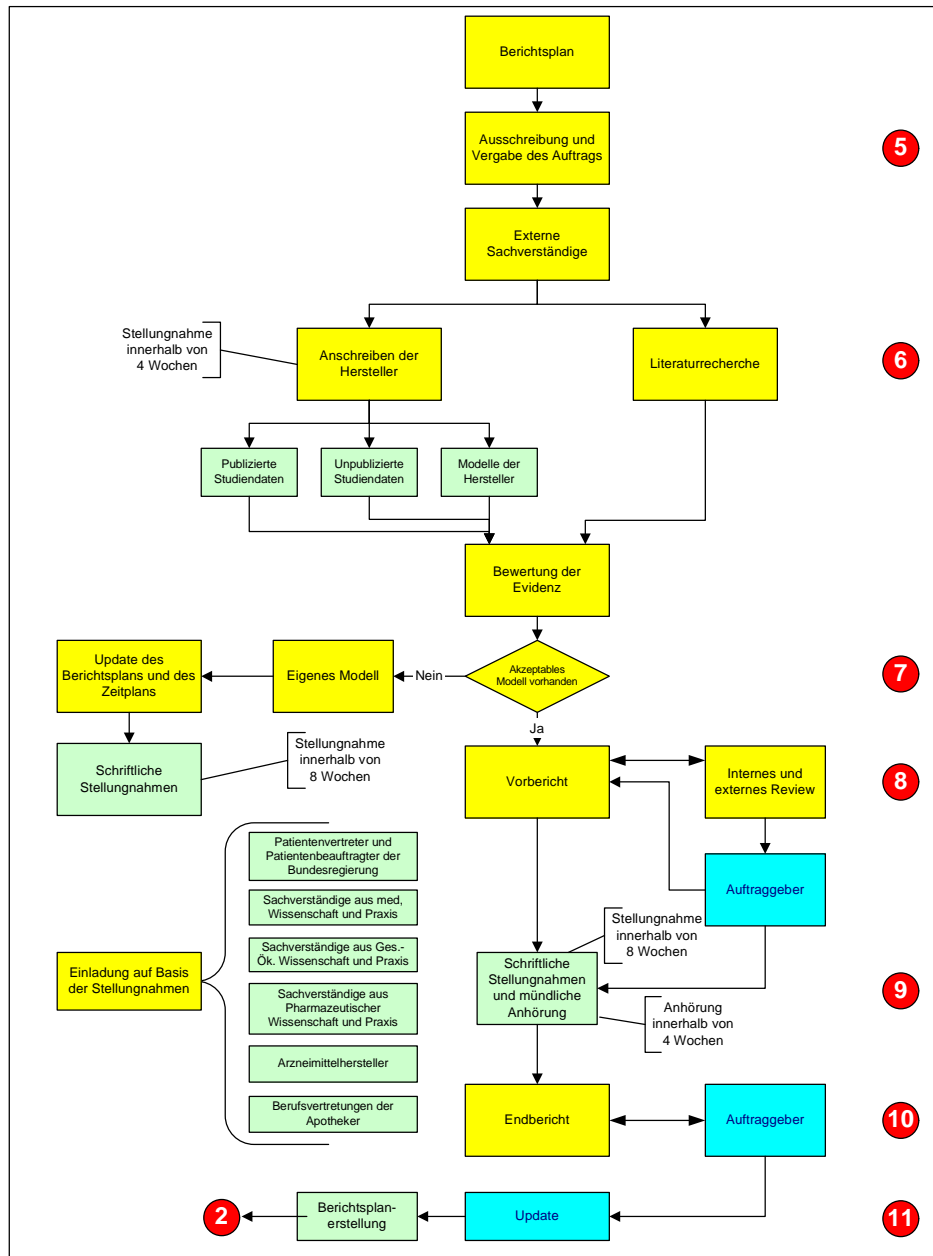 Berichtsplan
Ausschreibung und
Vergabe des Auftrags
5
Externe
Sachverständige
Stellungnahme
innerhalb von
4 Wochen
Anschreiben der
Hersteller
Literaturrecherche
6
Publizierte
Studiendaten
Unpublizierte
Studiendaten
Modelle der
Hersteller
Bewertung der
Evidenz
Update des
Berichtsplans und des
Zeitplans
Eigenes Modell
Nein
Akzeptables
Modell vorhanden
7
Ja
Schriftliche
Stellungnahmen
Stellungnahme
innerhalb von
8 Wochen
Vorbericht
Internes und
externes Review
8
Patientenvertreter und
Patientenbeauftragter der
Bundesregierung
Auftraggeber
Sachverständige aus med,
Wissenschaft und Praxis
Stellungnahme
innerhalb von
8 Wochen
Einladung auf Basis
der Stellungnahmen
Sachverständige aus Ges.-
Ök. Wissenschaft und Praxis
Schriftliche
Stellungnahmen
und mündliche
Anhörung
9
Sachverständige aus
Pharmazeutischer
Wissenschaft und Praxis
Anhörung
innerhalb von
4 Wochen
Arzneimittelhersteller
Berufsvertretungen der
Apotheker
Endbericht
Auftraggeber
10
2
Berichtsplan-
erstellung
Update
11